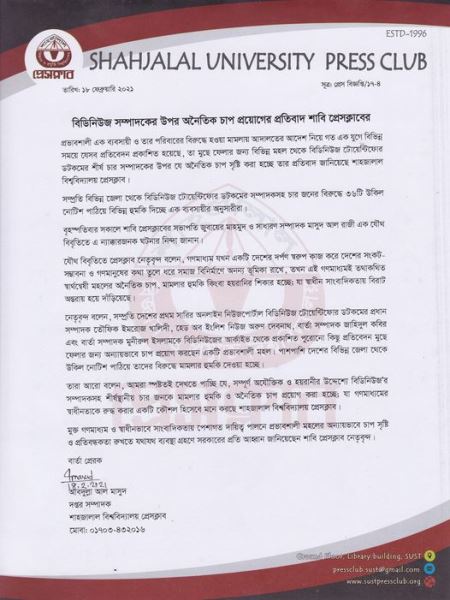 ESTD-1996
SHAHJALAL UNIVERSITY PRESS CLUB
প্রেসক্লাব
তারিখ: ১৮ ফেব্রুয়ারি ২০২১
সূত্র: প্রেস বিজ্ঞপ্তি/১৭-৪
বিডিনিউজ সম্পাদকের উপর অনৈতিক চাপ প্রয়োগের প্রতিবাদ শাবি প্রেসক্লাবের
প্রভাবশালী এক ব্যবসায়ী ও তার পরিবারের বিরুদ্ধে হওয়া মামলায় আদালতের আদেশ নিয়ে গত এক যুগে বিভিন্ন
সময়ে যেসব প্রতিবেদন প্রকাশিত হয়েছে, তা মুছে ফেলার জন্য বিভিন্ন মহল থেকে বিডিনিউজ টোয়েন্টিফোর
ডটকমের শীর্ষ চার সম্পাদকের উপর যে অনৈতিক চাপ সৃষ্টি করা হচ্ছে তার প্রতিবাদ জানিয়েছে শাহজালাল
বিশ্ববিদ্যালয় প্রেসক্লাব।
সম্প্রতি বিভিন্ন জেলা থেকে বিডিনিউজ টোয়েন্টিফোর ডটকমের সম্পাদকসহ চার জনের বিরুদ্ধে ৩৬টি উকিল
নোটিশ পাঠিয়ে বিভিন্ন হুমকি দিচ্ছে এক ব্যবসায়ীর অনুসারীরা।
বৃহস্পতিবার সকালে শাবি প্রেসক্লাবের সভাপতি জুবায়ের মাহমুদ ও সাধারণ সম্পাদক মাসুদ আল রাজী এক যৌথ
বিবৃতিতে এ ন্যাক্কারজনক ঘটনার নিন্দা জানান।
যৌথ বিবৃতিতে প্রেসক্লাব নেতৃবৃন্দ বলেন, গণমাধ্যম যখন একটি দেশের দর্পণ স্বরুপ কাজ করে দেশের সংকট-
সম্ভাবনা ও গণমানুষের কথা তুলে ধরে সমাজ বিনির্মাণে অনন্য ভূমিকা রাখে, তখন এই গণমাধ্যমই তথাকথিত
স্বার্থন্বেষী মহলের অনৈতিক চাপ, মামলার হুমকি কিংবা হয়রানির শিকার হচ্ছে; যা স্বাধীন সাংবাদিকতায় বিরাট
অন্তরায় হয়ে দাঁড়িয়েছে।
নেতৃবৃন্দ বলেন, সম্প্রতি দেশের প্রথম সারির অনলাইন নিউজপোর্টাল বিডিনিউজ টোয়েন্টিফোর ডটকমের প্রধান
সম্পাদক তৌফিক ইমরোজ খালিদী, হেড অব ইংলিশ নিউজ অরুণ দেবনাথ, বার্তা সম্পাদক জাহিদুল কবির
এবং বার্তা সম্পাদক মুনীরুল ইসলামকে বিডিনিউজের আর্কাইভ থেকে প্রকাশিত পুরোনো কিছু প্রতিবেদন মুছে
ফেলার জন্য অন্যায়ভাবে চাপ প্রয়োগ করছেন একটি প্রভাবশালী মহল। পাশাপাশি দেশের বিভিন্ন জেলা থেকে
উকিল নোটিশ পাঠিয়ে তাদের বিরুদ্ধে মামলার হুমকি দেওয়া হচ্ছে।
তারা আরো বলেন, আমরা স্পষ্টতই দেখতে পাচ্ছি যে, সম্পূর্ণ অযৌক্তিক ও হয়রানীর উদ্দেশ্যে বিডিনিউজ'র
সম্পাদকসহ শীর্ষস্থানীয় চার জনকে মামলার হুমকি ও অনৈতিক চাপ প্রয়োগ করা হচ্ছে; যা গণমাধ্যমের
স্বাধীনতাকে রুদ্ধ করার একটি কৌশল হিসেবে মনে করছে শাহজালাল বিশ্ববিদ্যালয় প্রেসক্লাব।
মুক্ত গণমাধ্যম ও স্বাধীনভাবে সাংবাদিকতায় পেশাগত দায়িত্ব পালনে প্রভাবশালী মহলের অন্যায়ভাবে চাপ সৃষ্টি
ও প্রতিবন্ধকতা রুখতে যথাযথ ব্যবস্থা গ্রহণে সরকারের প্রতি আহ্বান জানিয়েছেন শাবি প্রেসক্লাব নেতৃবৃন্দ।
বার্তা প্রেরক
18.2.2021
আবদুল্লা আল মাসুদ
দপ্তর সম্পাদক
শাহজালাল বিশ্ববিদ্যালয় প্রেসক্লাব
মোবা: ০১৭০৩-৪৩২০১৬
Ground Floor, Library building, SUST
pressclub.sust@gmail.com
www.sustpressclub.org